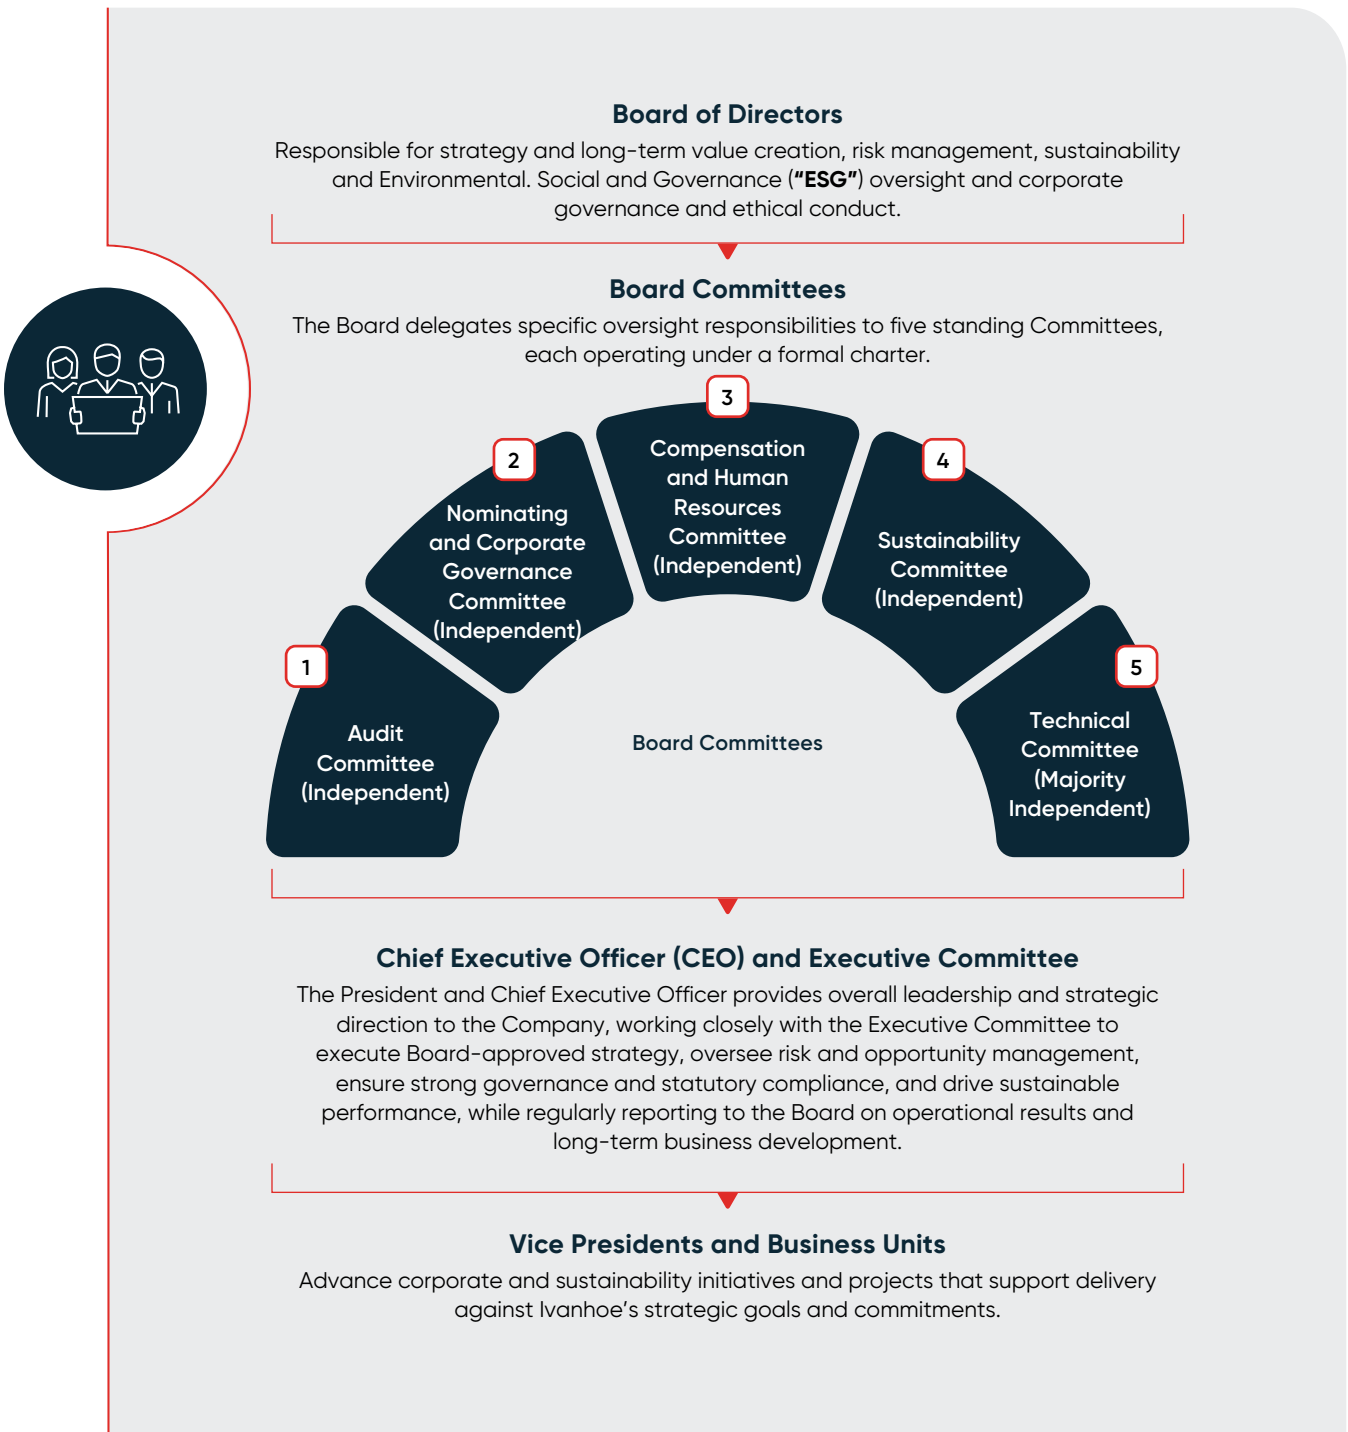 Board of Directors
Responsible for strategy and long-term value creation, risk management, sustainability
and Environmental. Social and Governance (“ESG”) oversight and corporate
governance and ethical conduct.
Board Committees
The Board delegates specific oversight responsibilities to five standing Committees,
each operating under a formal charter.
1
Audit
Committee
(Independent)
2
Nominating
and Corporate
Governance
Committee
(Independent)
3
Compensation
and Human
Resources
Committee
(Independent)
4
Sustainability
Committee
(Independent)
5
Technical
Committee
(Majority
Independent)
Board Committees
Chief Executive Officer (CEO) and Executive Committee
The President and Chief Executive Officer provides overall leadership and strategic
direction to the Company, working closely with the Executive Committee to
execute Board-approved strategy, oversee risk and opportunity management,
ensure strong governance and statutory compliance, and drive sustainable
performance, while regularly reporting to the Board on operational results and
long-term business development.
Vice Presidents and Business Units
Advance corporate and sustainability initiatives and projects that support delivery
against Ivanhoe’s strategic goals and commitments.